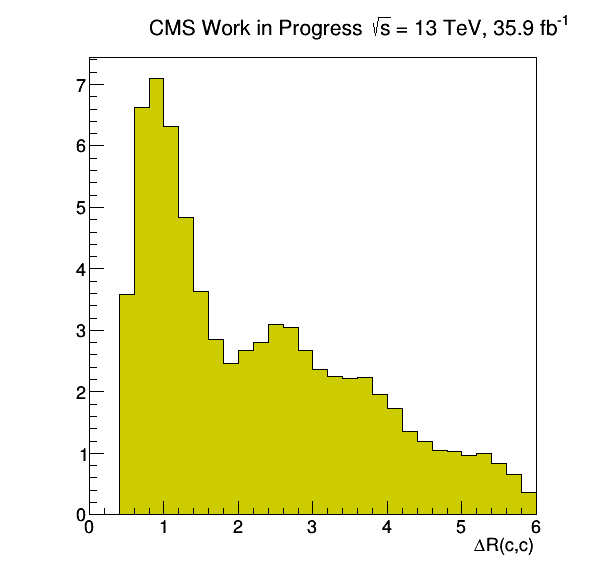 CMS Work in Progress √s = 13 TeV, 35.9 fb⁻¹
7
6
5
4
3
2
1
0
0 1 2 3 4 5 6
ΔR(c,c)